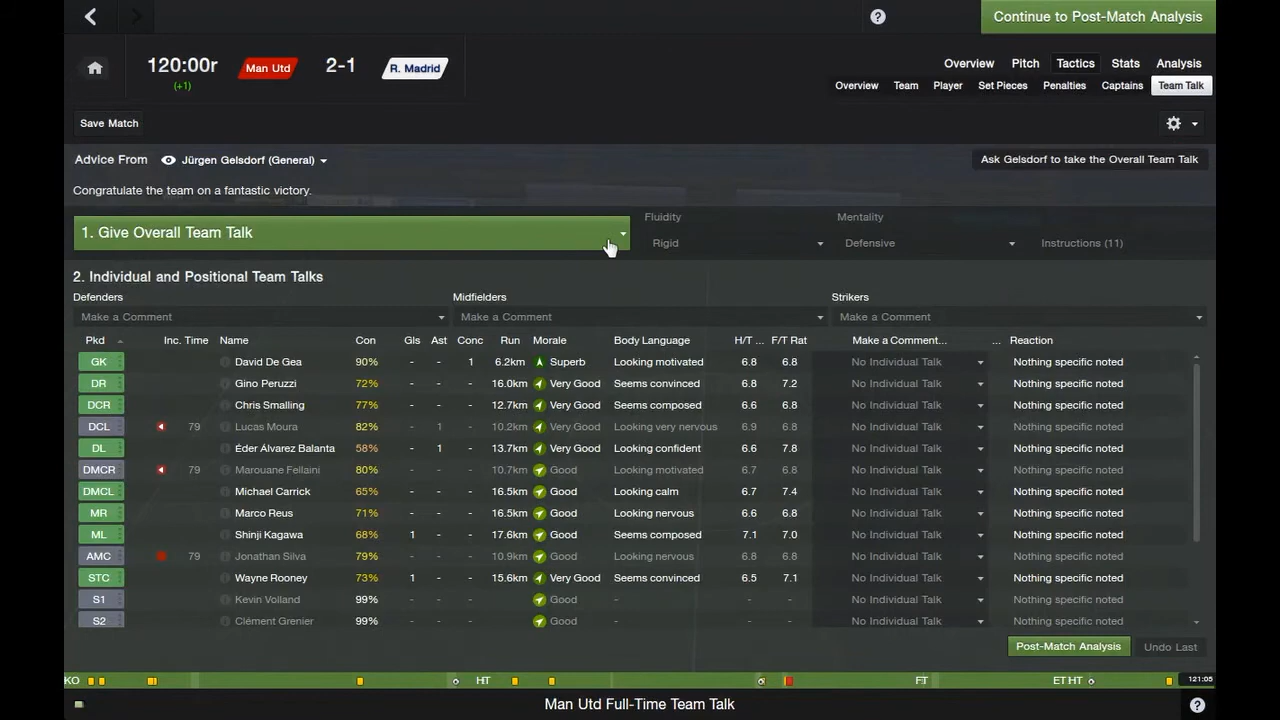 Continue to Post-Match Analysis
120:00r
(+1)
Man Utd
2-1
R. Madrid
Overview Pitch Tactics Stats Analysis
Overview Team Player Set Pieces Penalties Captains Team Talk
Save Match
Advice From Jürgen Gelsdorf (General)
Ask Gelsdorf to take the Overall Team Talk
Congratulate the team on a fantastic victory.
1. Give Overall Team Talk
Fluidity Mentality
Rigid Defensive Instructions (11)
2. Individual and Positional Team Talks
Defenders Midfielders Strikers
Make a Comment Make a Comment Make a Comment
Pkd Inc. Time Name Con Gls Ast Conc Run Morale Body Language H/T ... F/T Rat Make a Comment... ... Reaction
GK David De Gea 90% - - 1 6.2km Superb Looking motivated 6.8 6.8 No Individual Talk Nothing specific noted
DR Gino Peruzzi 72% - - - 16.0km Very Good Seems convinced 6.8 7.2 No Individual Talk Nothing specific noted
DCR Chris Smalling 77% - - - 12.7km Very Good Seems composed 6.6 6.8 No Individual Talk Nothing specific noted
DCL 79 Lucas Moura 82% - 1 - 10.2km Very Good Looking very nervous 6.9 6.8 No Individual Talk Nothing specific noted
DL Éder Álvarez Balanta 58% - 1 - 13.7km Very Good Looking confident 6.6 7.8 No Individual Talk Nothing specific noted
DMCR 79 Marouane Fellaini 80% - - - 10.7km Good Looking motivated 6.7 6.8 No Individual Talk Nothing specific noted
DMCL Michael Carrick 65% - - - 16.5km Good Looking calm 6.7 7.4 No Individual Talk Nothing specific noted
MR Marco Reus 71% - - - 16.5km Good Looking nervous 6.6 6.8 No Individual Talk Nothing specific noted
ML Shinji Kagawa 68% 1 - - 17.6km Good Seems composed 7.1 7.0 No Individual Talk Nothing specific noted
AMC 79 Jonathan Silva 79% - - - 10.9km Good Looking nervous 6.8 6.8 No Individual Talk Nothing specific noted
STC Wayne Rooney 73% 1 - - 15.6km Very Good Seems convinced 6.5 7.1 No Individual Talk Nothing specific noted
S1 Kevin Volland 99% - - - Good - - - No Individual Talk Nothing specific noted
S2 Clément Grenier 99% - - - Good - - - No Individual Talk Nothing specific noted
Post-Match Analysis Undo Last
KO HT FT ET HT 121:05
Man Utd Full-Time Team Talk